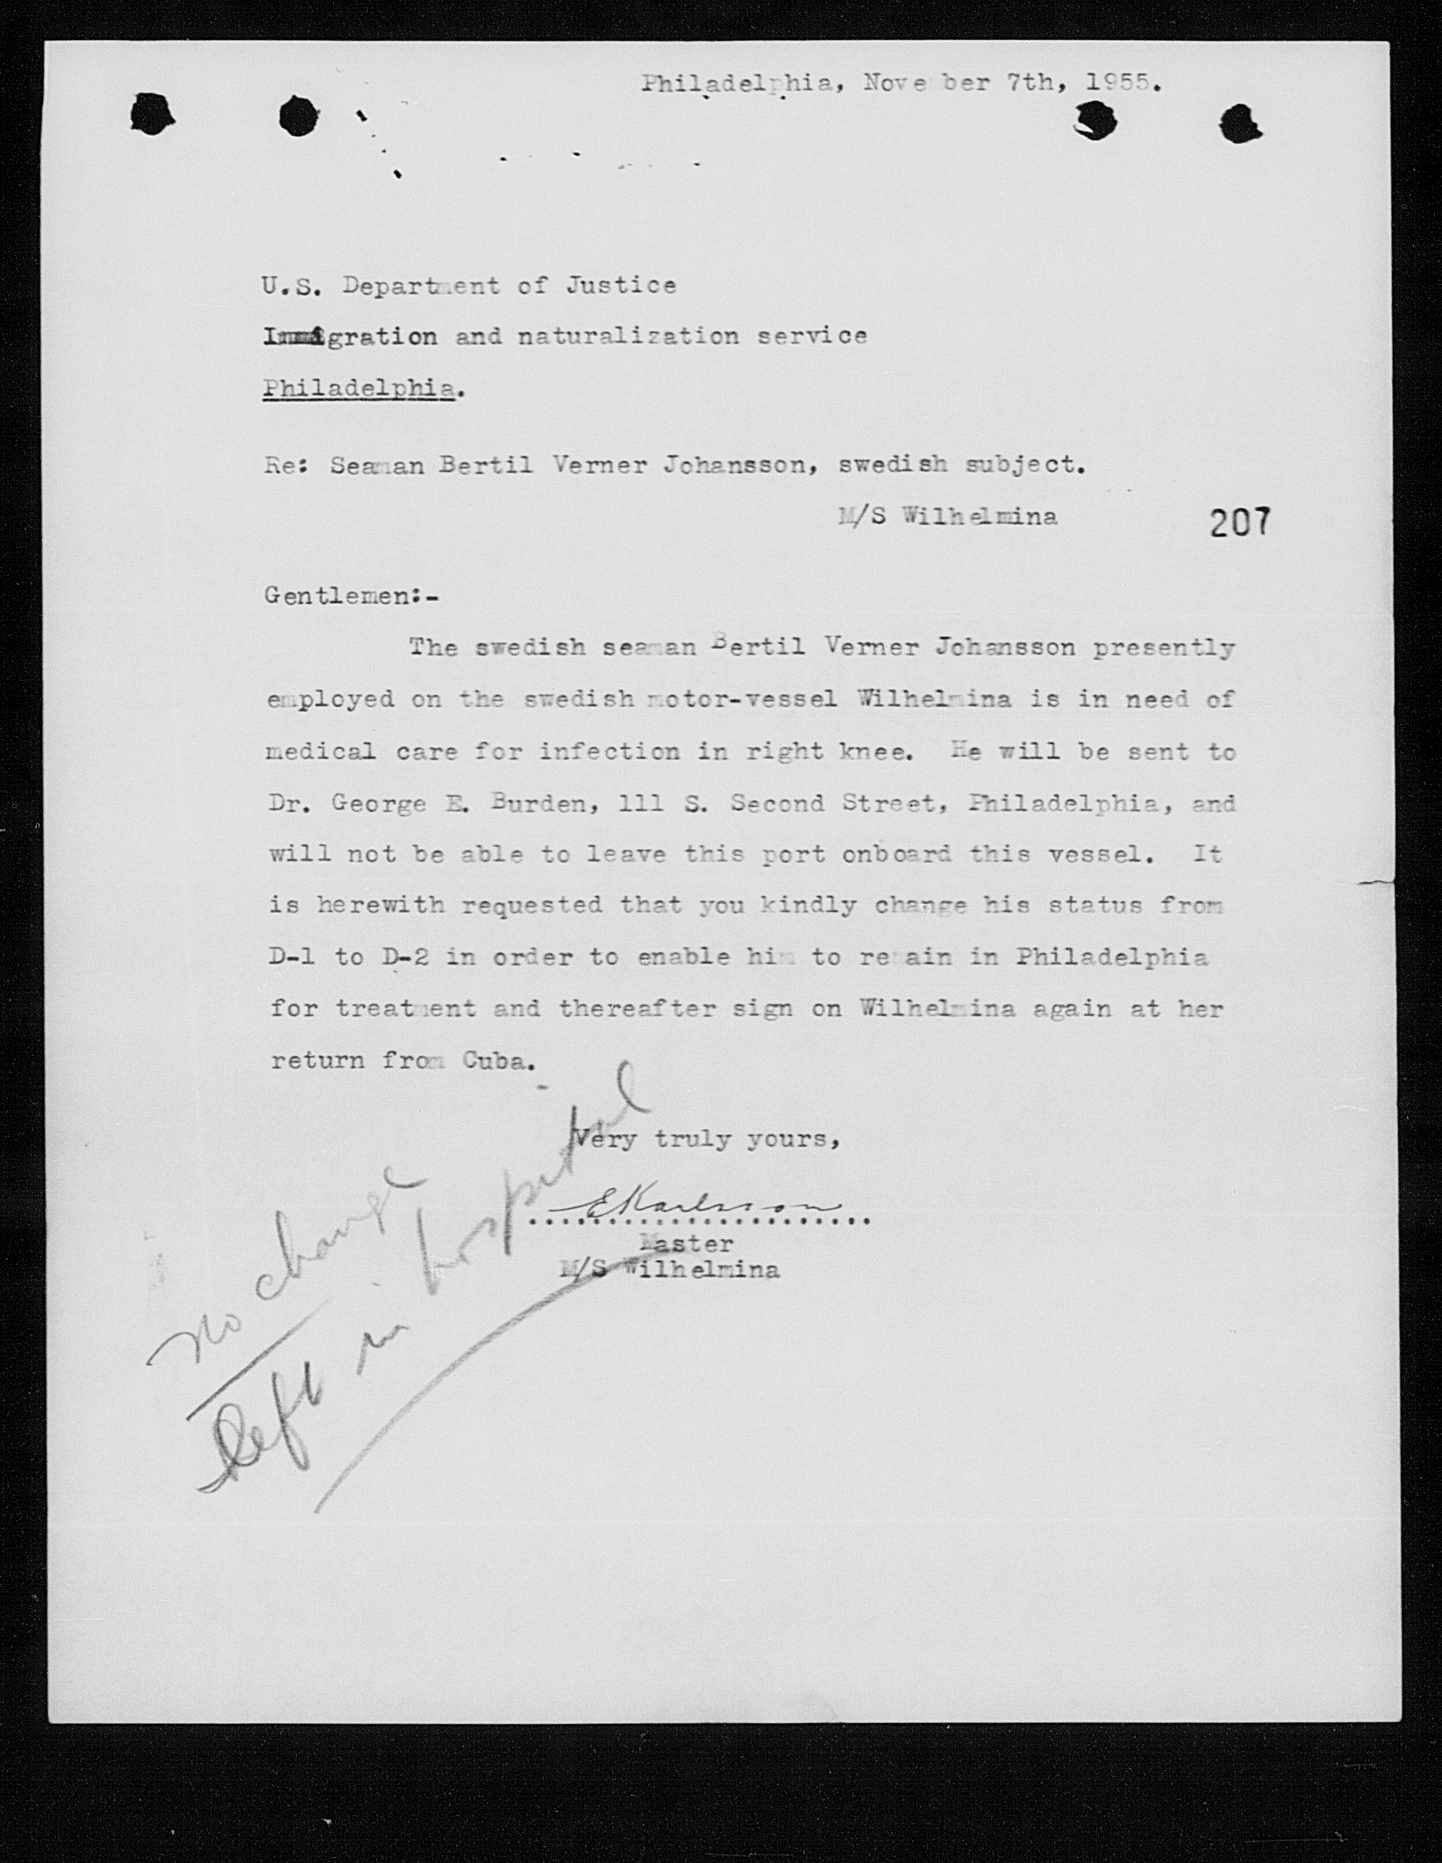 Philadelphia, November 7th, 1955.
U.S. Department of Justice
Immigration and naturalization service
Philadelphia.
Re: Seaman Bertil Verner Johansson, swedish subject.
M/S Wilhelmina
207
Gentlemen:-
The swedish seaman Bertil Verner Johansson presently
employed on the swedish motor-vessel Wilhelmina is in need of
medical care for infection in right knee. He will be sent to
Dr. George E. Burden, 111 S. Second Street, Philadelphia, and
will not be able to leave this port onboard this vessel. It
is herewith requested that you kindly change his status from
D-1 to D-2 in order to enable him to remain in Philadelphia
for treatment and thereafter sign on Wilhelmina again at her
return from Cuba.
Very truly yours,
EKarlsson
Master
M/S Wilhelmina
No change
left in hospital